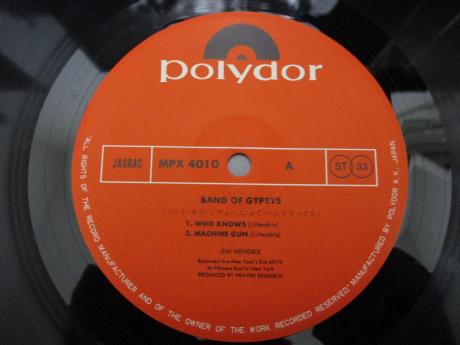 polydor
JASRAC MPX 4010 A ST 33
BAND OF GYPSYS
1. WHO KNOWS (J.Hendrix)
2. MACHINE GUN (J.Hendrix)
JIMI HENDRIX
Recorded live New Year's Eve 69-70
At Fillmore East in New York
PRODUCED BY HEAVEN RESEARCH
"ALL RIGHTS OF THE RECORD MANUFACTURER AND OF THE OWNER OF THE WORK RECORDED RESERVED." MANUFACTURED BY POLYDOR K.K. JAPAN